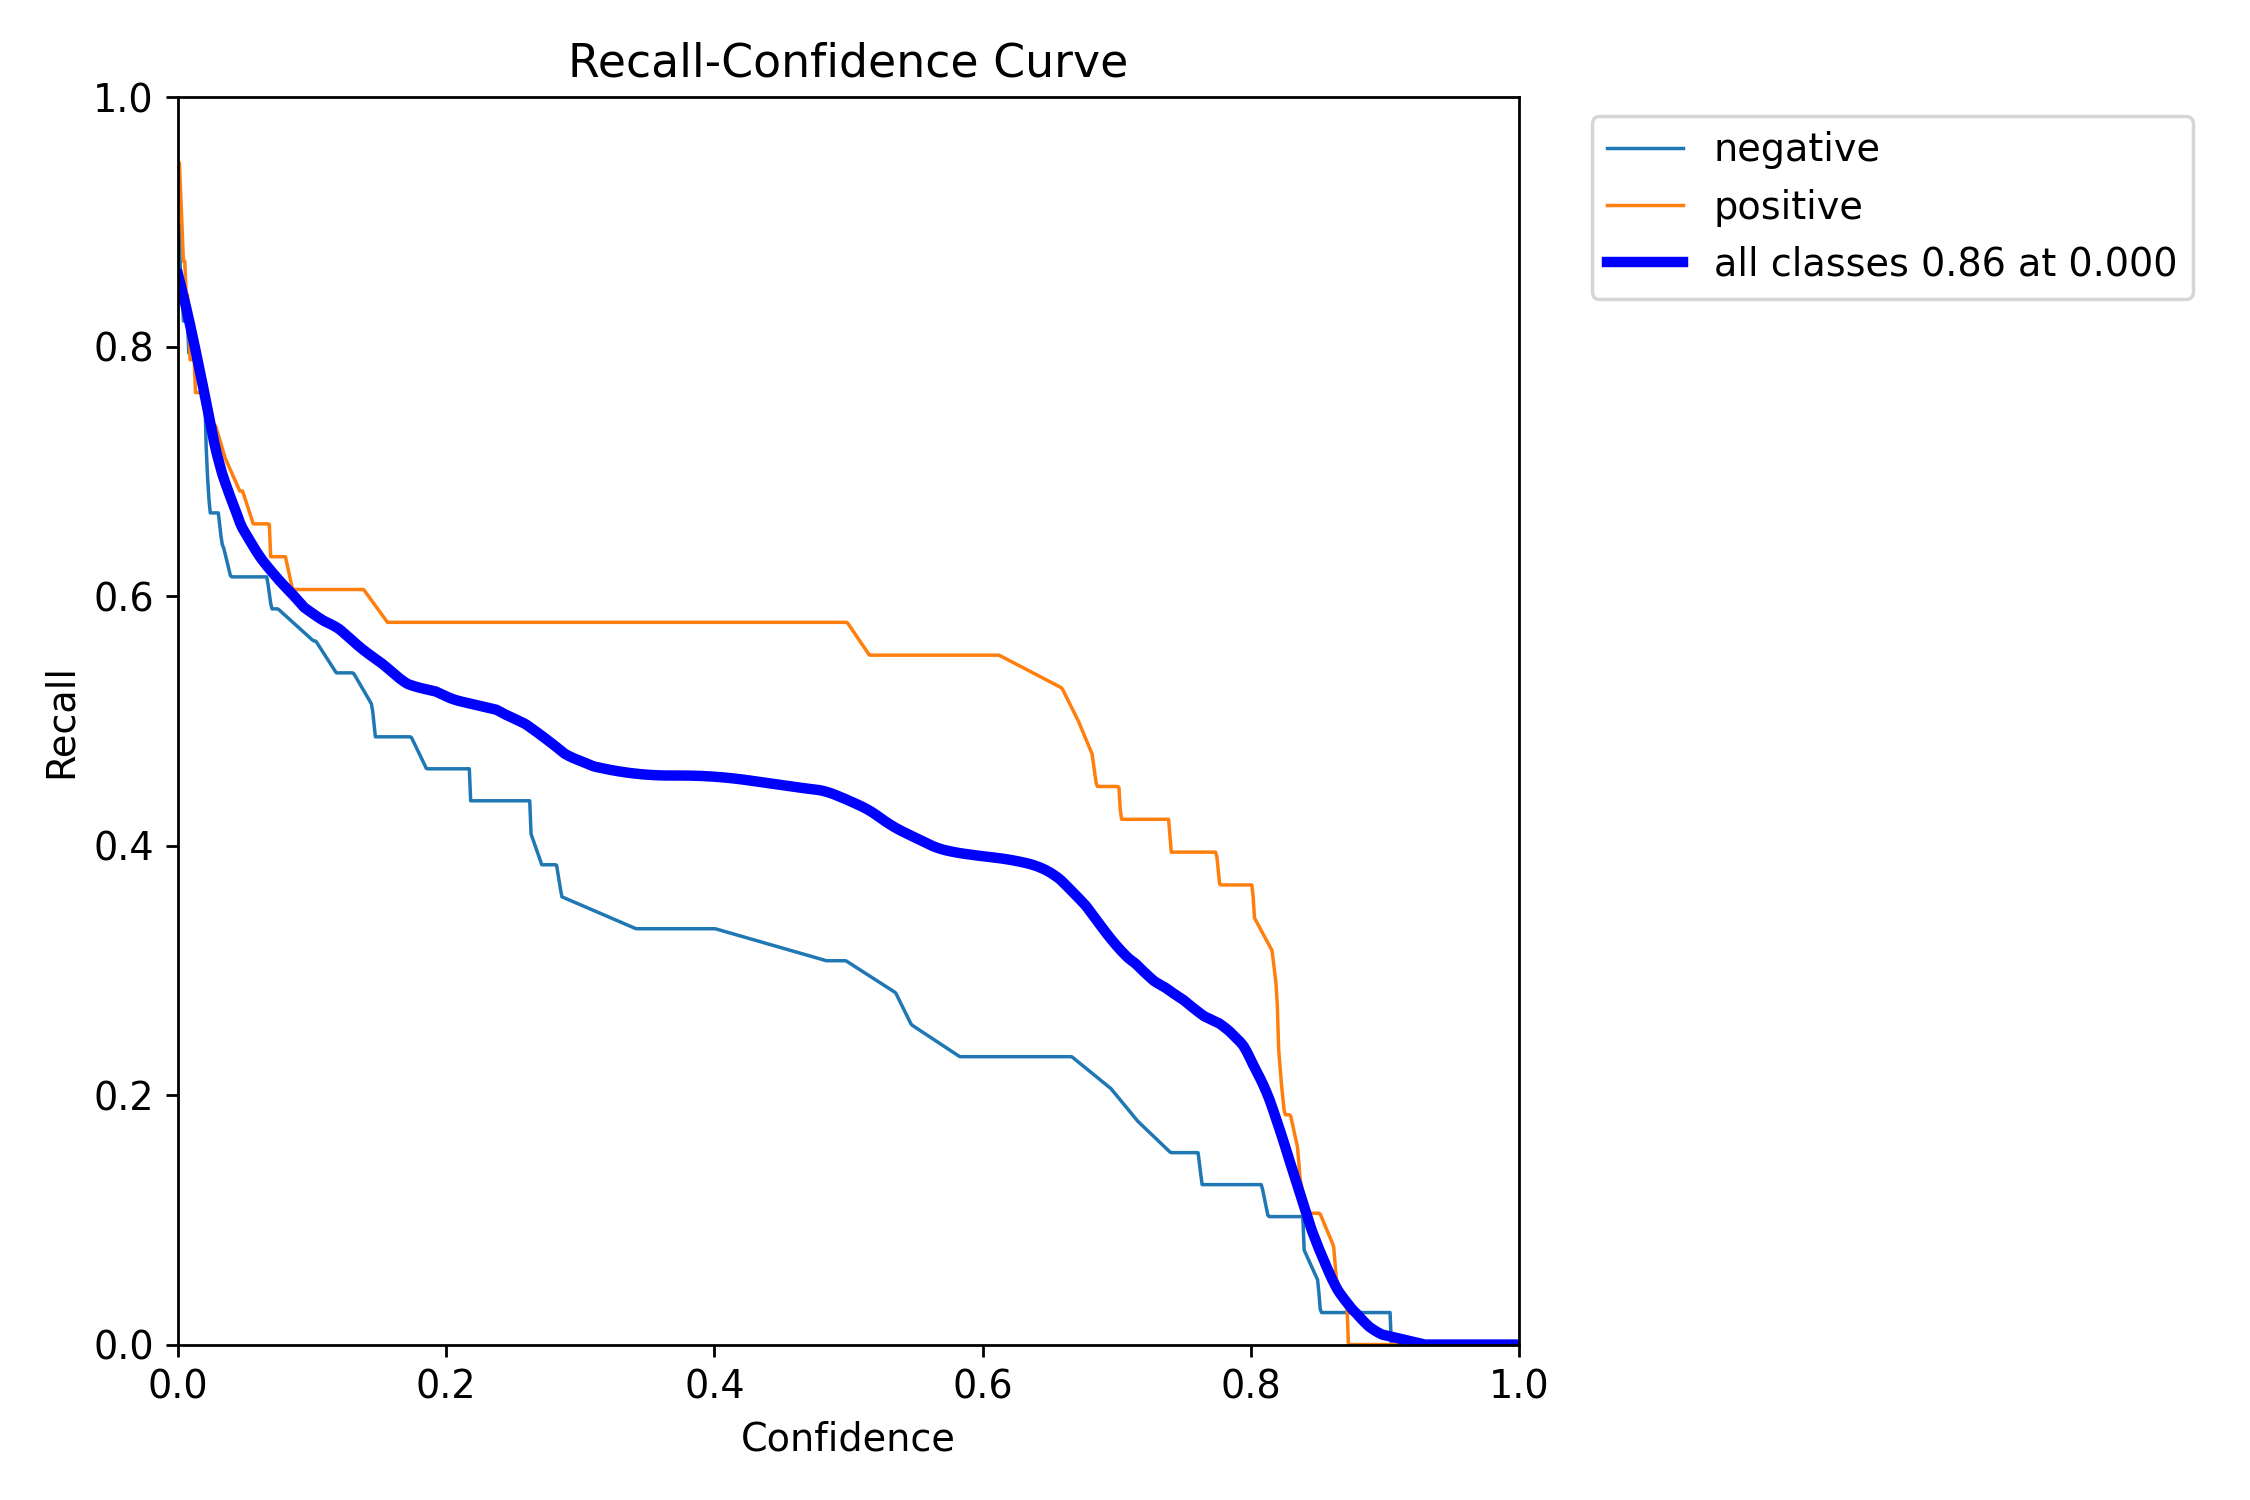 Recall-Confidence Curve
1.0
0.8
0.6
0.4
0.2
0.0
Recall
0.0 0.2 0.4 0.6 0.8 1.0
Confidence
negative
positive
all classes 0.86 at 0.000